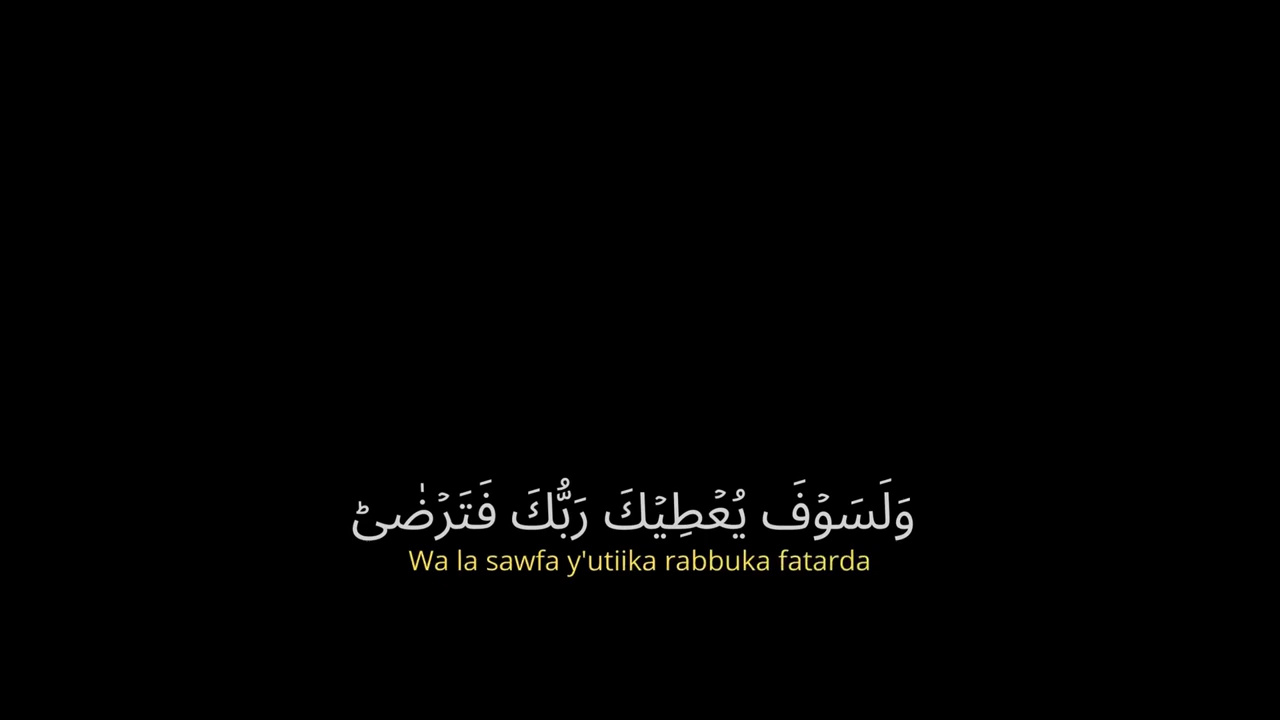 وَلَسَوۡفَ يُعۡطِيۡكَ رَبُّكَ فَتَرۡضٰىؕ
Wa la sawfa y'utiika rabbuka fatarda